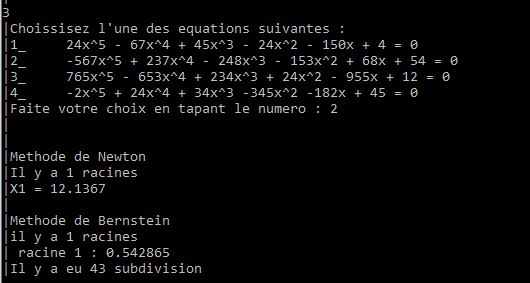 3
|Choississez l'une des equations suivantes :
|1_ 24x^5 - 67x^4 + 45x^3 - 24x^2 - 150x + 4 = 0
|2_ -567x^5 + 237x^4 - 248x^3 - 153x^2 + 68x + 54 = 0
|3_ 765x^5 - 653x^4 + 234x^3 + 24x^2 - 955x + 12 = 0
|4_ -2x^5 + 24x^4 + 34x^3 -345x^2 -182x + 45 = 0
|Faite votre choix en tapant le numero : 2
|
|
|Methode de Newton
|Il y a 1 racines
|X1 = 12.1367
|
|Methode de Bernstein
|il y a 1 racines
| racine 1 : 0.542865
|Il y a eu 43 subdivision